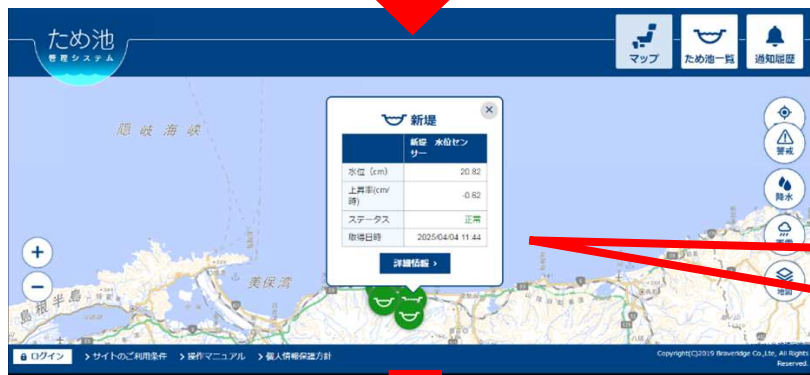 ため池
管理システム
マップ
ため池一覧
通知履歴
隠岐海峡
新堤
新堤 水位セン
サー
水位 (cm) 20.82
上昇率(cm/
時) -0.62
ステータス 正常
取得日時 2025/04/04 11:44
詳細情報 ›
警戒
降水
美保湾
島根半島
地図
ログイン
›サイトのご利用条件 ›操作マニュアル ›個人情報保護方針
Copyright(C)2019 Braveridge Co.,Lte, All Rights
Reserved.